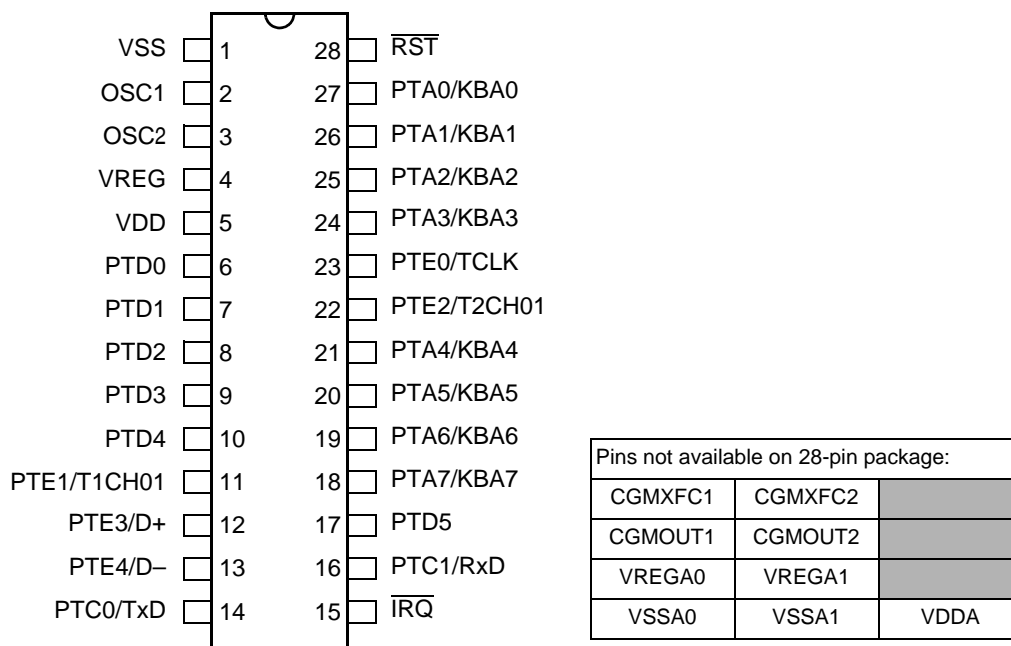 VSS 1 28 RST
OSC1 2 27 PTA0/KBA0
OSC2 3 26 PTA1/KBA1
VREG 4 25 PTA2/KBA2
VDD 5 24 PTA3/KBA3
PTD0 6 23 PTE0/TCLK
PTD1 7 22 PTE2/T2CH01
PTD2 8 21 PTA4/KBA4
PTD3 9 20 PTA5/KBA5
PTD4 10 19 PTA6/KBA6
PTE1/T1CH01 11 18 PTA7/KBA7
PTE3/D+ 12 17 PTD5
PTE4/D– 13 16 PTC1/RxD
PTC0/TxD 14 15 IRQ
Pins not available on 28-pin package:
CGMXFC1 CGMXFC2
CGMOUT1 CGMOUT2
VREGA0 VREGA1
VSSA0 VSSA1 VDDA